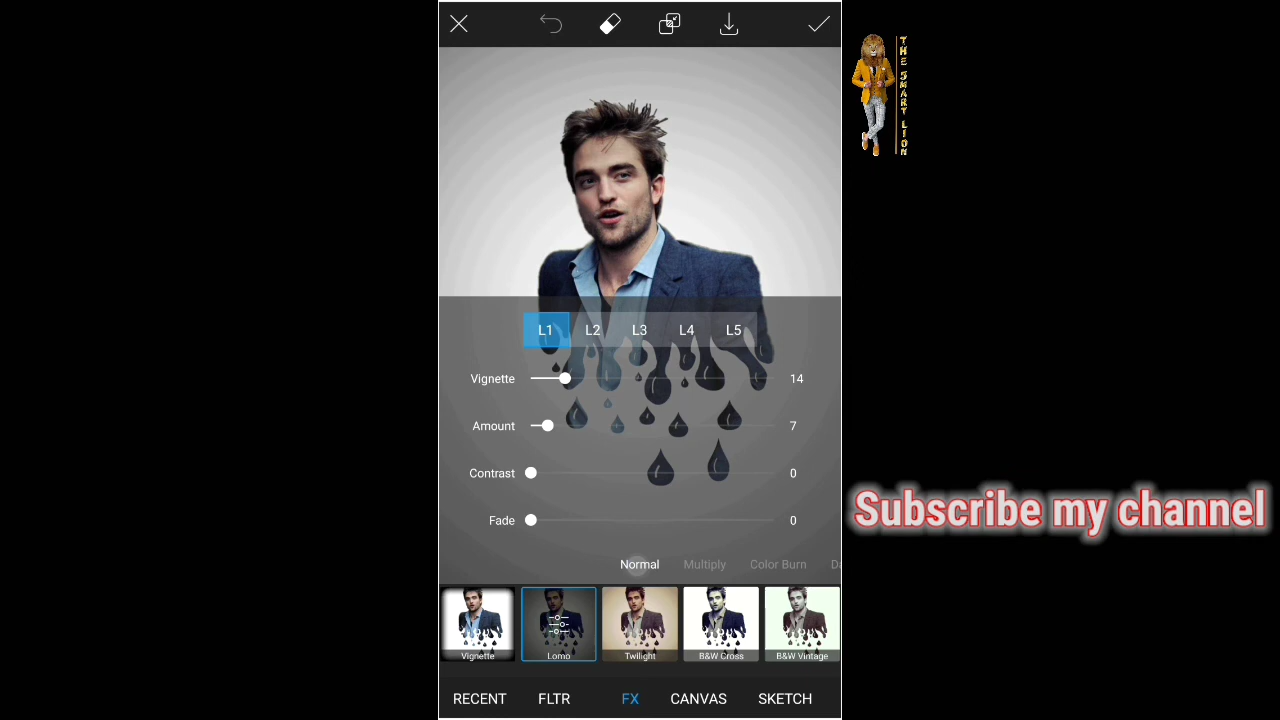 THE SMART LION
L1 L2 L3 L4 L5
Vignette 14
Amount 7
Contrast 0
Fade 0
Normal Multiply Color Burn Da
Vignette Lomo Twilight B&W Cross B&W Vintage
RECENT FLTR FX CANVAS SKETCH
Subscribe my channel